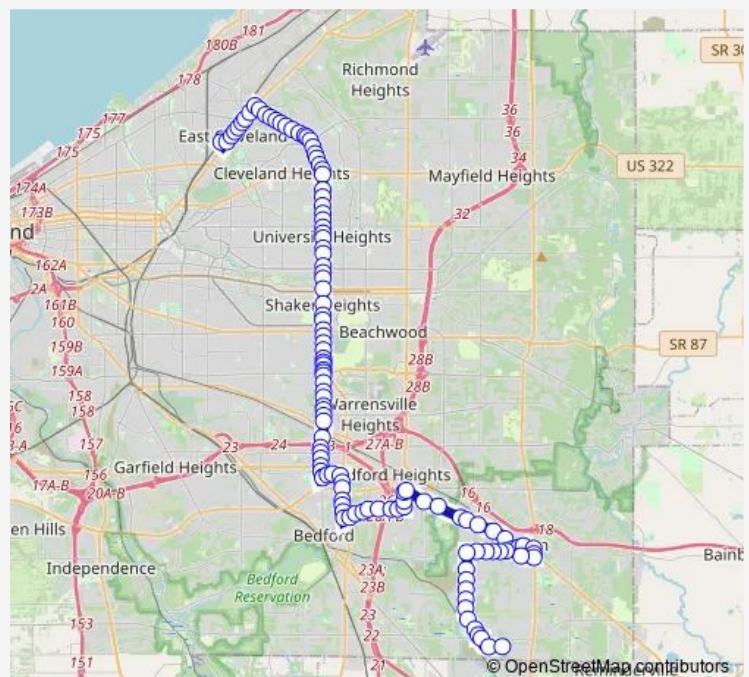 181
180B
SR 30
Richmond
Heights
178
177
36
175
36
175
East Cleveland
34
US 322
Cleveland Heights
Mayfield Heights
174A
173B
32
nd
University Heights
162A
2A
161B
Shaker Heights
160
Beachwood
SR 87
159B
28B
159A
28B
158
158
Warrensville
Heights
157
23
24
1
27A-B
Garfield Heights
156
dford Heights
17A-B
20A-B
16
16
en Hills
Bedford
18
n
Bainb
Independence
23A;
23B
Bedford
Reservation
153
23
22
151
21
© OpenStreetMap contributors